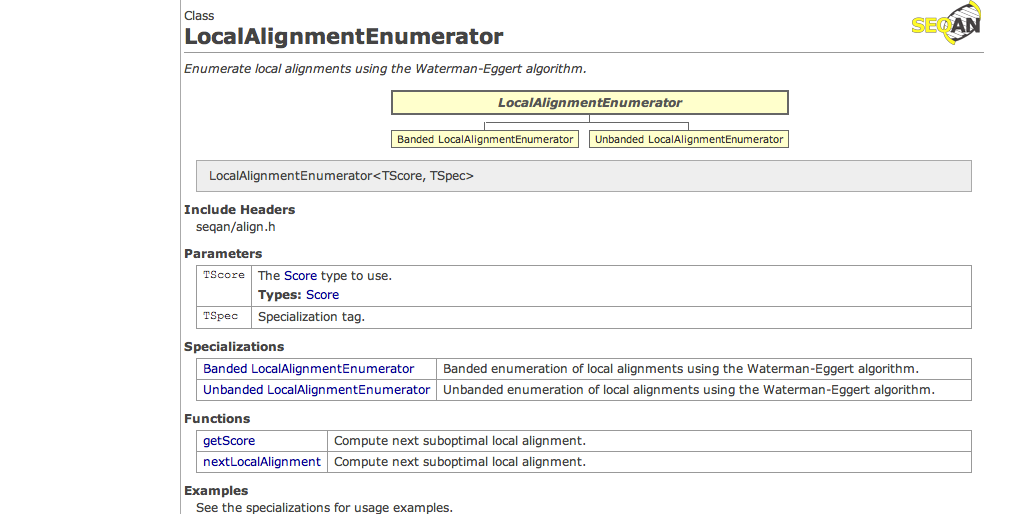 Class
SEQAN
LocalAlignmentEnumerator
Enumerate local alignments using the Waterman-Eggert algorithm.
LocalAlignmentEnumerator
Banded LocalAlignmentEnumerator Unbanded LocalAlignmentEnumerator
LocalAlignmentEnumerator<TScore, TSpec>
Include Headers
seqan/align.h
Parameters
TScore The Score type to use.
Types: Score
TSpec Specialization tag.
Specializations
Banded LocalAlignmentEnumerator Banded enumeration of local alignments using the Waterman-Eggert algorithm.
Unbanded LocalAlignmentEnumerator Unbanded enumeration of local alignments using the Waterman-Eggert algorithm.
Functions
getScore Compute next suboptimal local alignment.
nextLocalAlignment Compute next suboptimal local alignment.
Examples
See the specializations for usage examples.